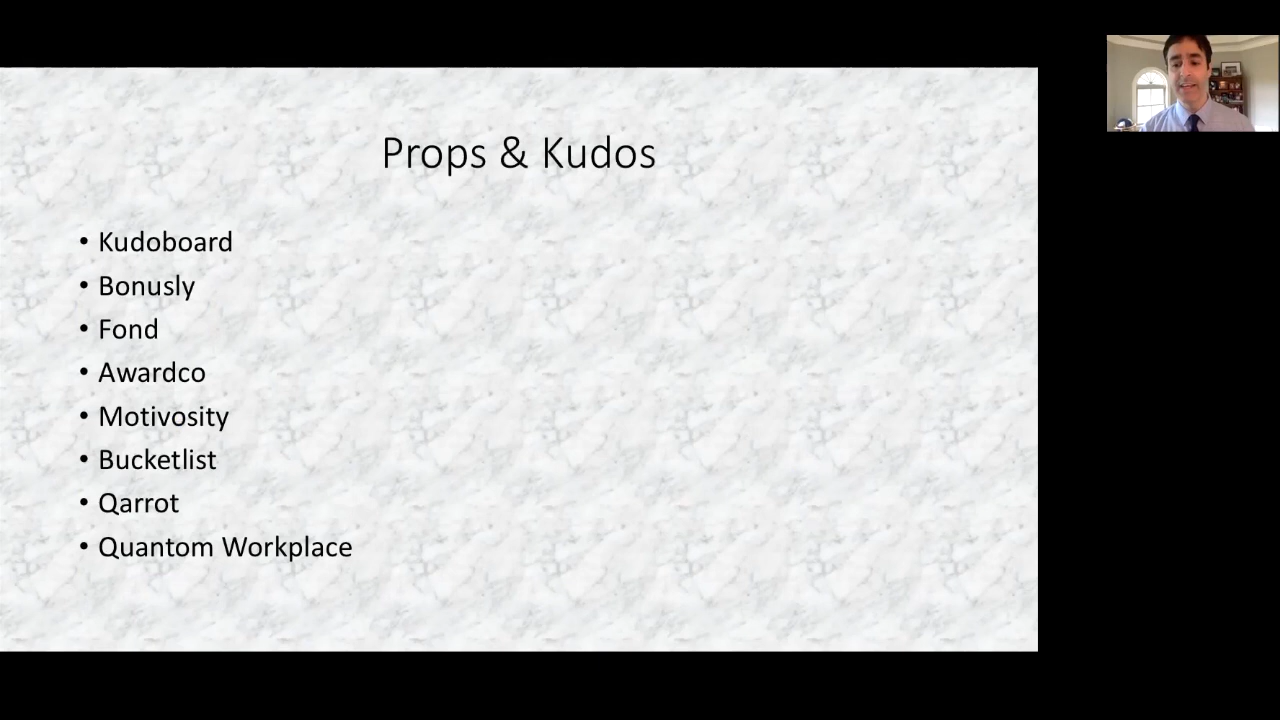 Props & Kudos
• Kudoboard
• Bonusly
• Fond
• Awardco
• Motivosity
• Bucketlist
• Qarrot
• Quantom Workplace